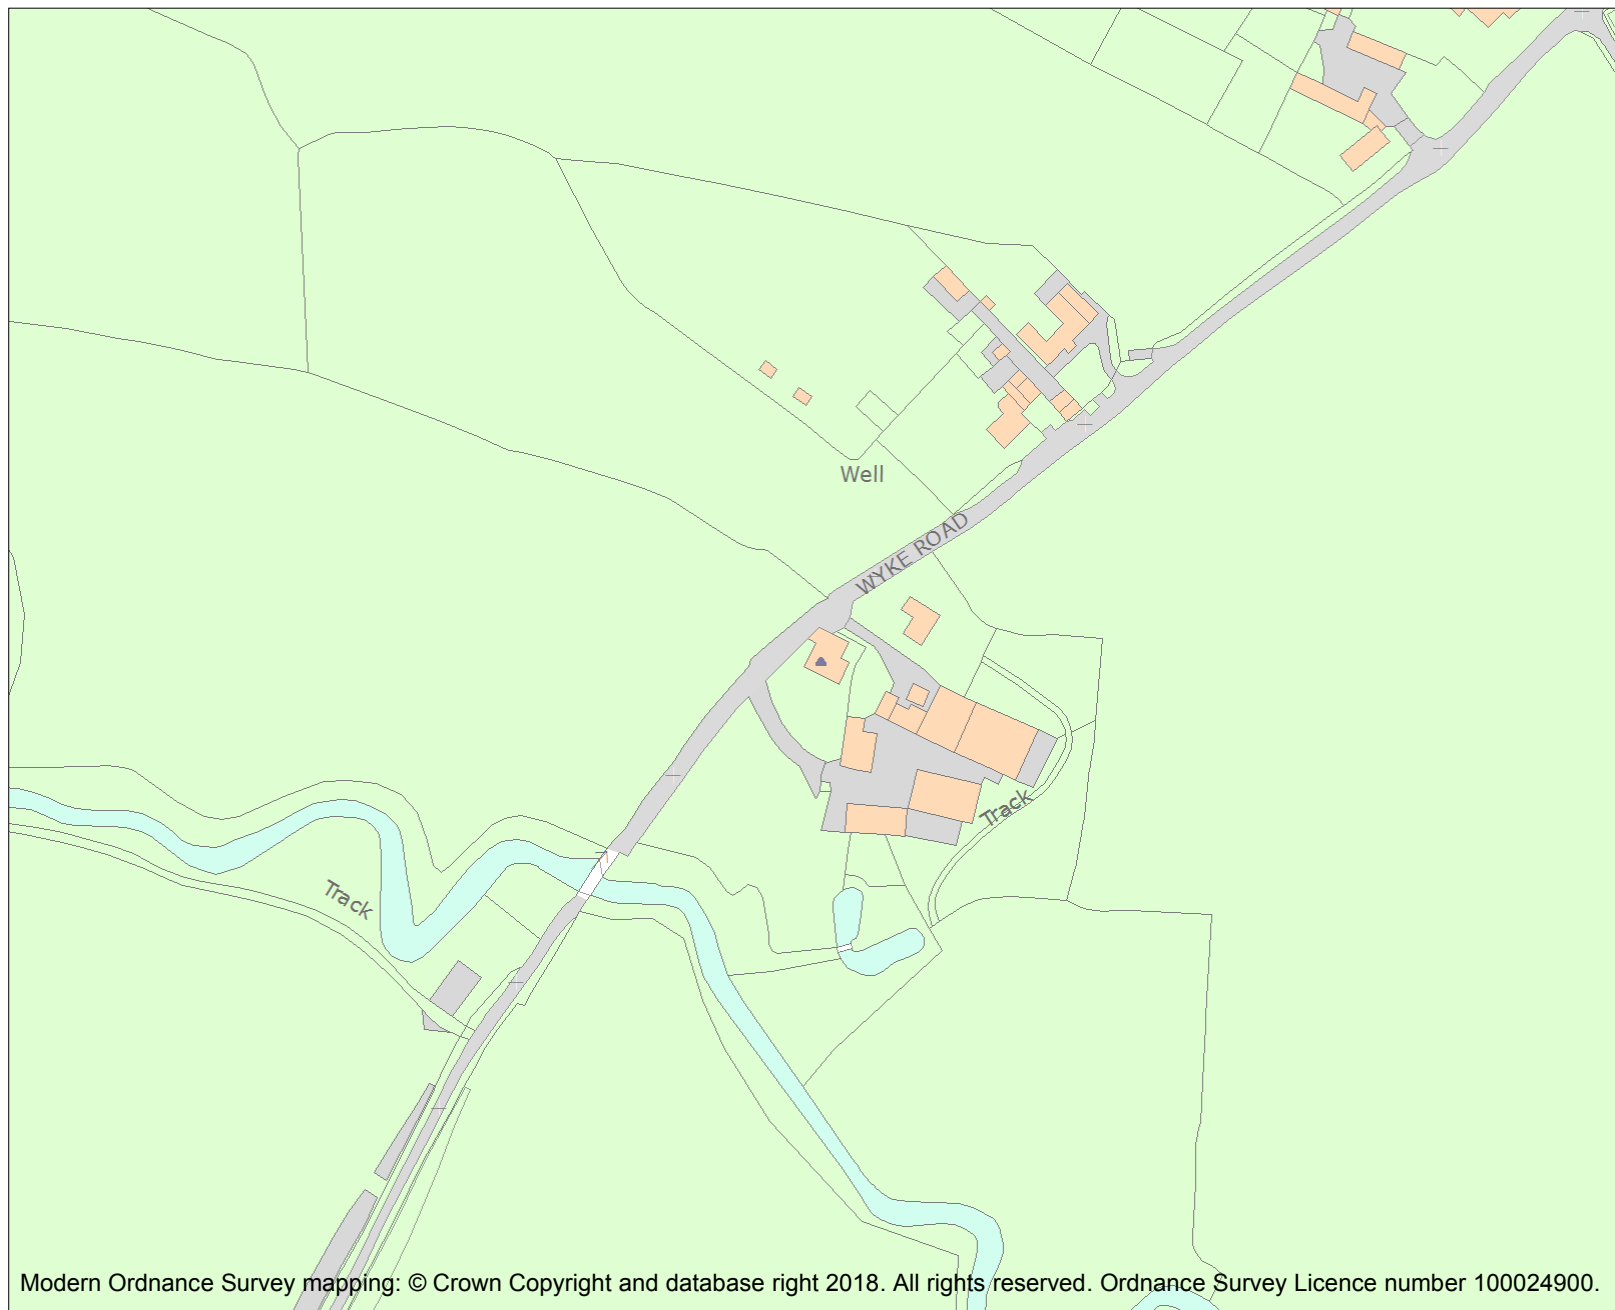 Well
WYKE ROAD
Track
Track
Modern Ordnance Survey mapping: © Crown Copyright and database right 2018. All rights reserved. Ordnance Survey Licence number 100024900.